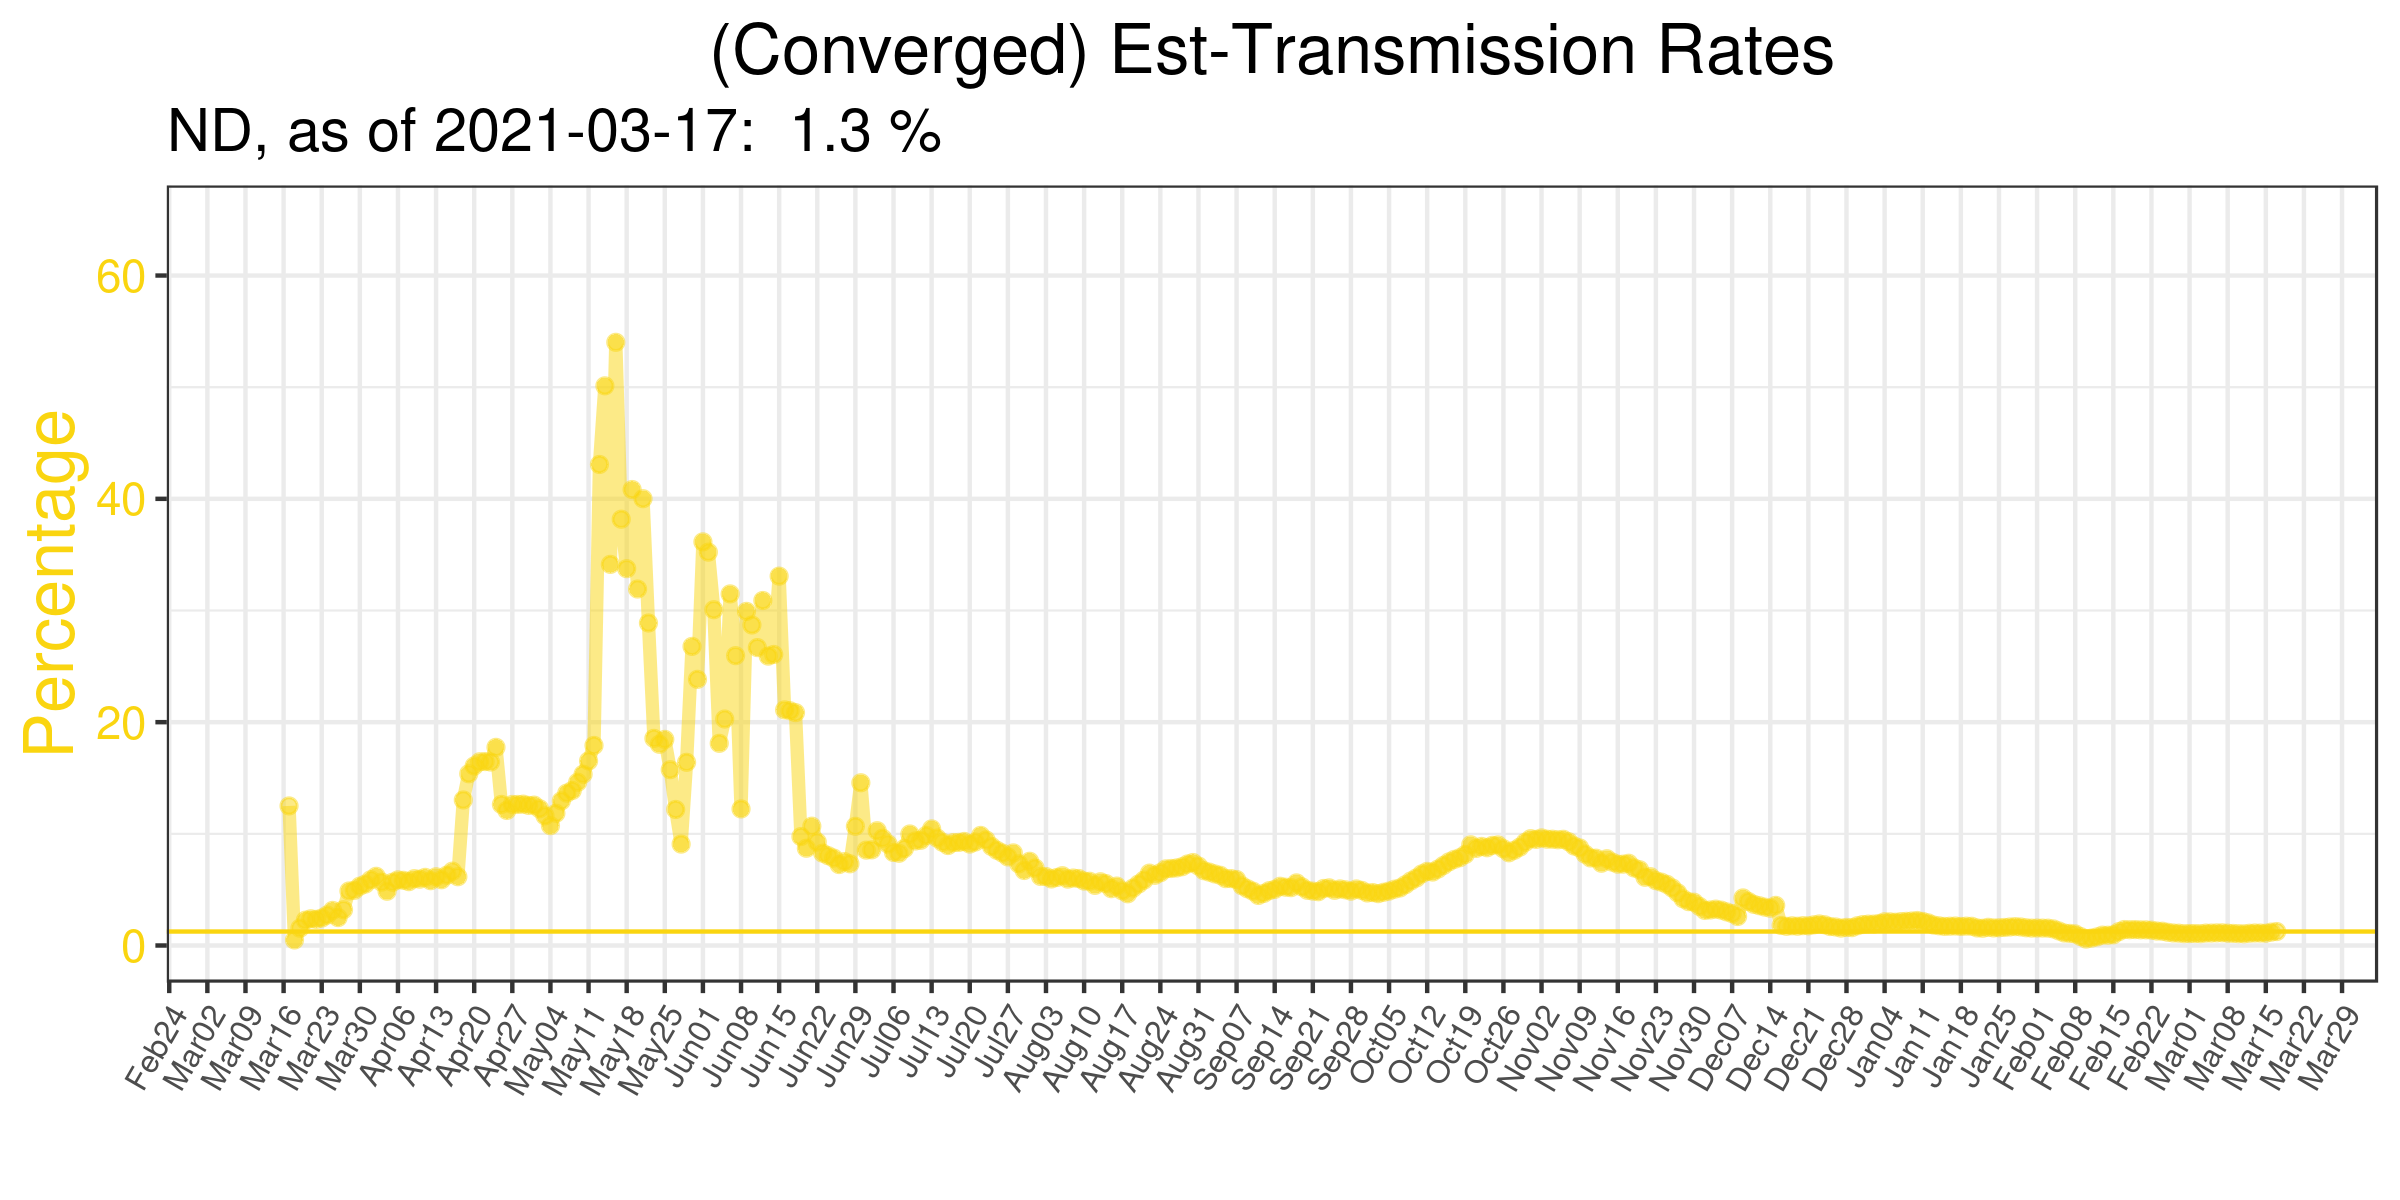 (Converged) Est-Transmission Rates
ND, as of 2021-03-17:  1.3 %
Percentage
60
40
20
0
Feb24
Mar02
Mar09
Mar16
Mar23
Mar30
Apr06
Apr13
Apr20
Apr27
May04
May11
May18
May25
Jun01
Jun08
Jun15
Jun22
Jun29
Jul06
Jul13
Jul20
Jul27
Aug03
Aug10
Aug17
Aug24
Aug31
Sep07
Sep14
Sep21
Sep28
Oct05
Oct12
Oct19
Oct26
Nov02
Nov09
Nov16
Nov23
Nov30
Dec07
Dec14
Dec21
Dec28
Jan04
Jan11
Jan18
Jan25
Feb01
Feb08
Feb15
Feb22
Mar01
Mar08
Mar15
Mar22
Mar29